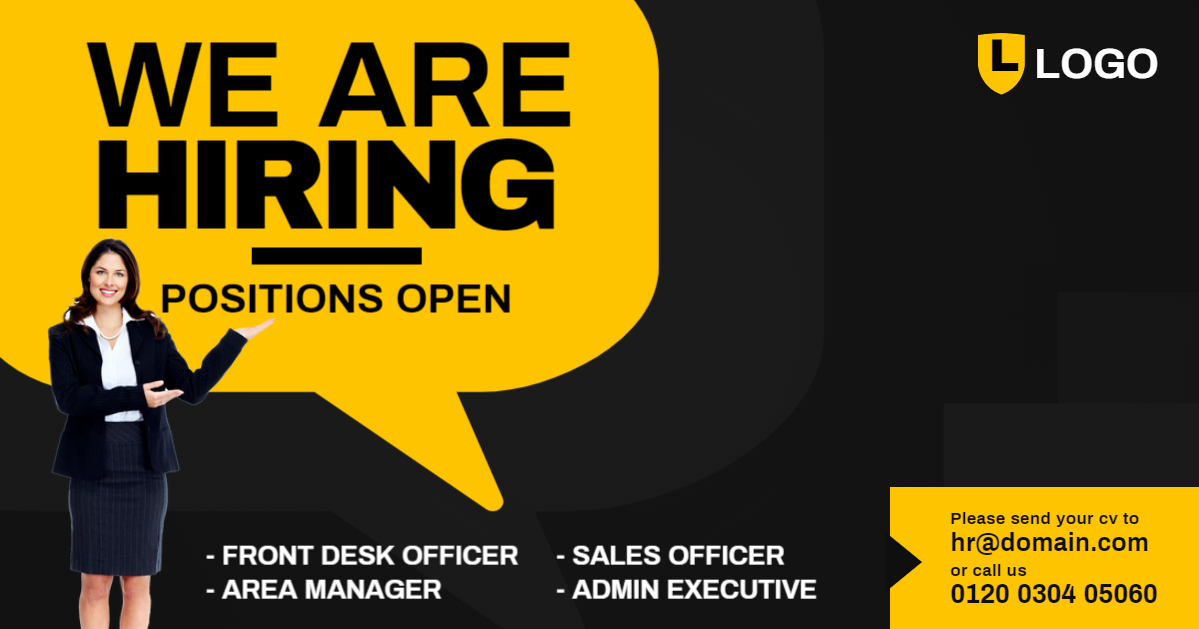 WE ARE
HIRING
POSITIONS OPEN
L LOGO
- FRONT DESK OFFICER
- AREA MANAGER
- SALES OFFICER
- ADMIN EXECUTIVE
Please send your cv to
hr@domain.com
or call us
0120 0304 05060